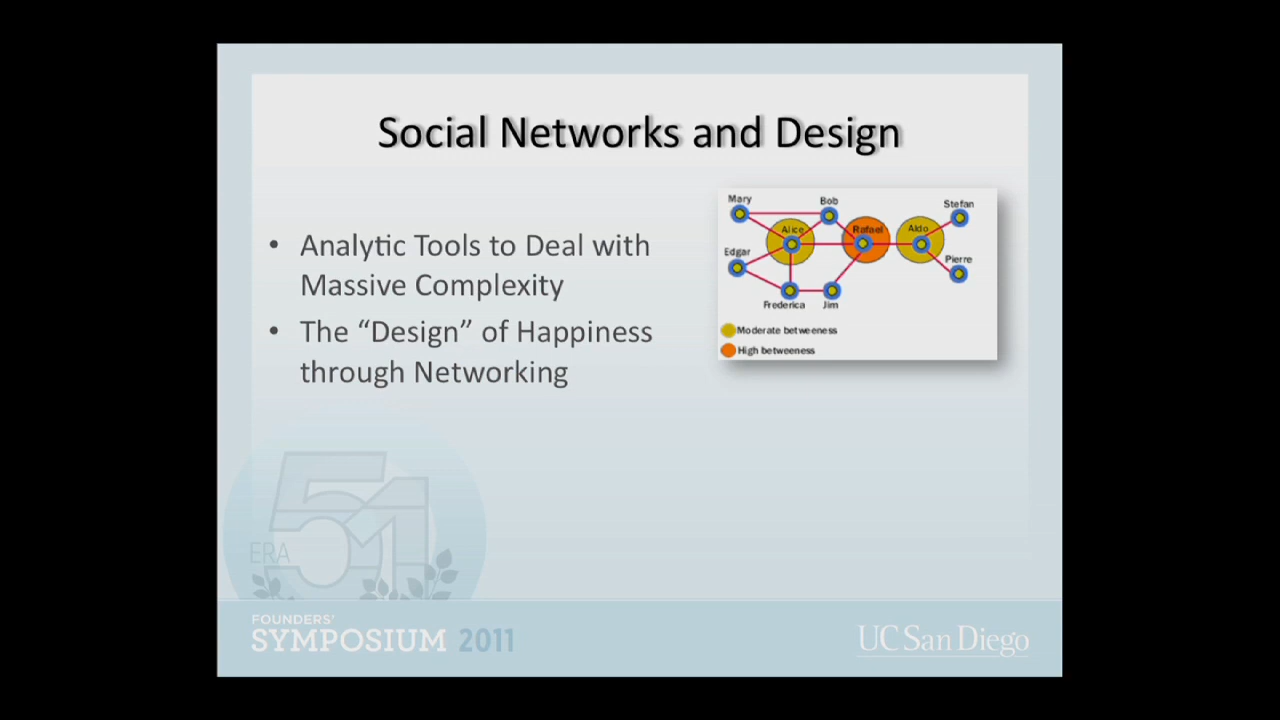 Social Networks and Design
• Analytic Tools to Deal with
Massive Complexity
• The “Design” of Happiness
through Networking
Mary
Bob
Stefan
Alice
Rafael
Aldo
Edgar
Pierre
Frederica
Jim
Moderate betweeness
High betweeness
51
ERA
FOUNDERS’
SYMPOSIUM 2011
UC San Diego